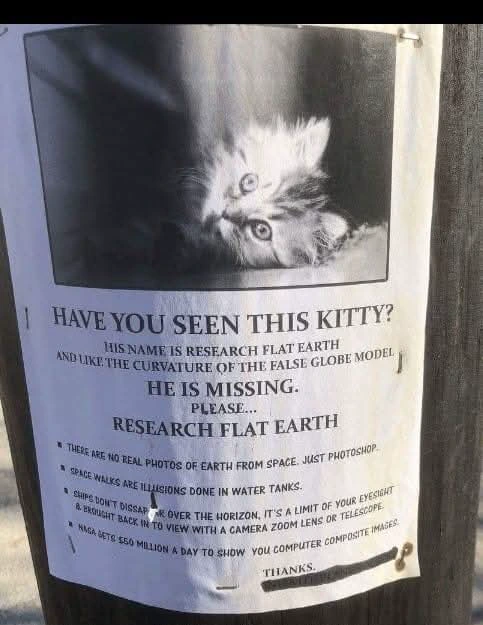 HAVE YOU SEEN THIS KITTY?
HIS NAME IS RESEARCH FLAT EARTH
AND LIKE THE CURVATURE OF THE FALSE GLOBE MODEL
HE IS MISSING.
PLEASE...
RESEARCH FLAT EARTH
▪ THERE ARE NO REAL PHOTOS OF EARTH FROM SPACE. JUST PHOTOSHOP.
▪ SPACE WALKS ARE ILLUSIONS DONE IN WATER TANKS.
▪ SHIPS DON'T OVER THE HORIZON, IT'S A LIMIT OF YOUR EYESIGHT
& BROUGHT BACK IN TO VIEW WITH A CAMERA ZOOM LENS OR TELESCOPE.
▪ NASA GETS $50 MILLION A DAY TO SHOW YOU COMPUTER COMPOSITE IMAGES.
THANKS.